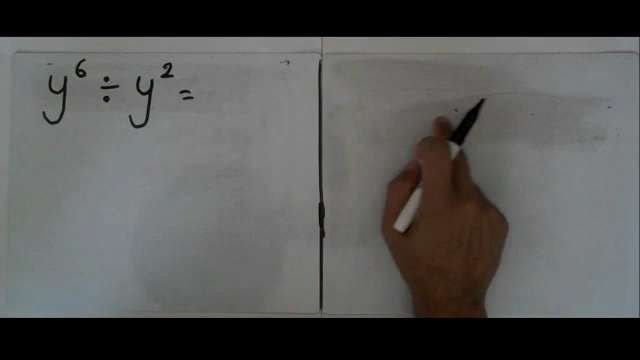 y⁶ ÷ y² =